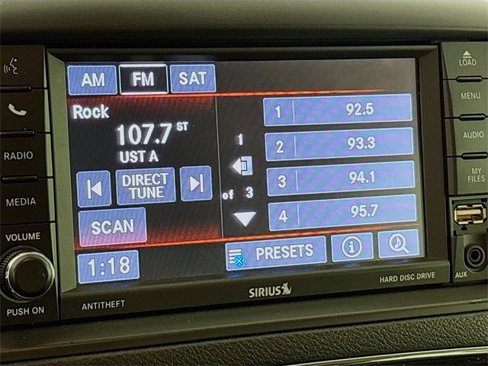 AM FM SAT
LOAD
Rock
1 92.5
MENU
107.7 ST
UST A
1
2 93.3
RADIO
AUDIO
DIRECT
TUNE
of 3
3 94.1
MY
FILES
MEDIA
SCAN
4 95.7
VOLUME
1:18
PRESETS
AUX
PUSH ON
ANTITHEFT
SIRIUS
HARD DISC DRIVE